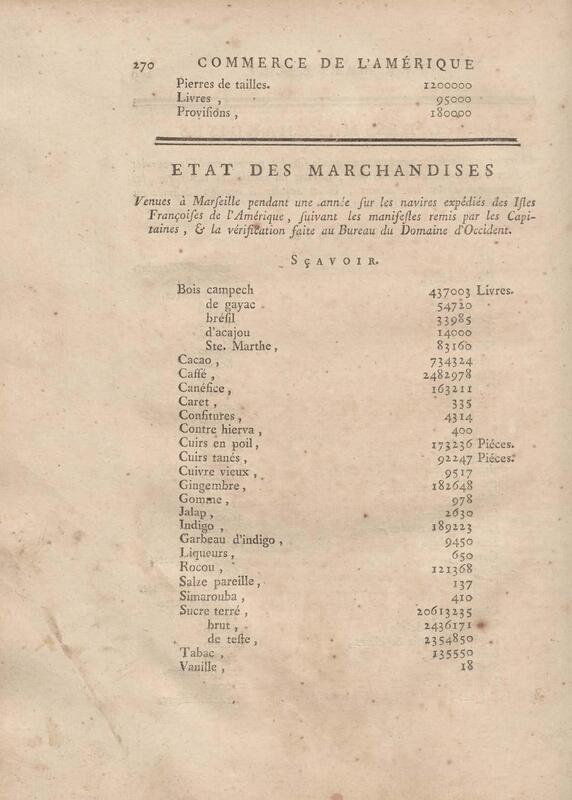 270 COMMERCE DE L'AMÉRIQUE
Pierres de tailles. 1200000
Livres, 95000
Proviſions, 180000
ETAT DES MARCHANDISES
Venues à Marſeille pendant une année ſur les navires expédiés des Iſles
Françoiſes de l'Amérique, ſuivant les manifeſtes remis par les Capi-
taines, & la vérification faite au Bureau du Domaine d'Occident.
SÇAVOIR.
Bois campech 437003 Livres.
de gayac 54720
bréſil 33985
d'acajou 14000
Ste. Marthe, 83160
Cacao, 734324
Caffé, 2482978
Canéfice, 163211
Caret, 335
Confitures, 4314
Contre hierva, 400
Cuirs en poil, 173236 Piéces.
Cuirs tanés, 92247 Piéces.
Cuivre vieux, 9517
Gingembre, 182648
Gomme, 978
Jalap, 2630
Indigo, 189223
Garbeau d'indigo, 9450
Liqueurs, 650
Rocou, 121368
Salze pareille, 137
Simarouba, 410
Sucre terré, 20613235
brut, 2436171
de teſte, 2354850
Tabac, 135550
Vanille, 18